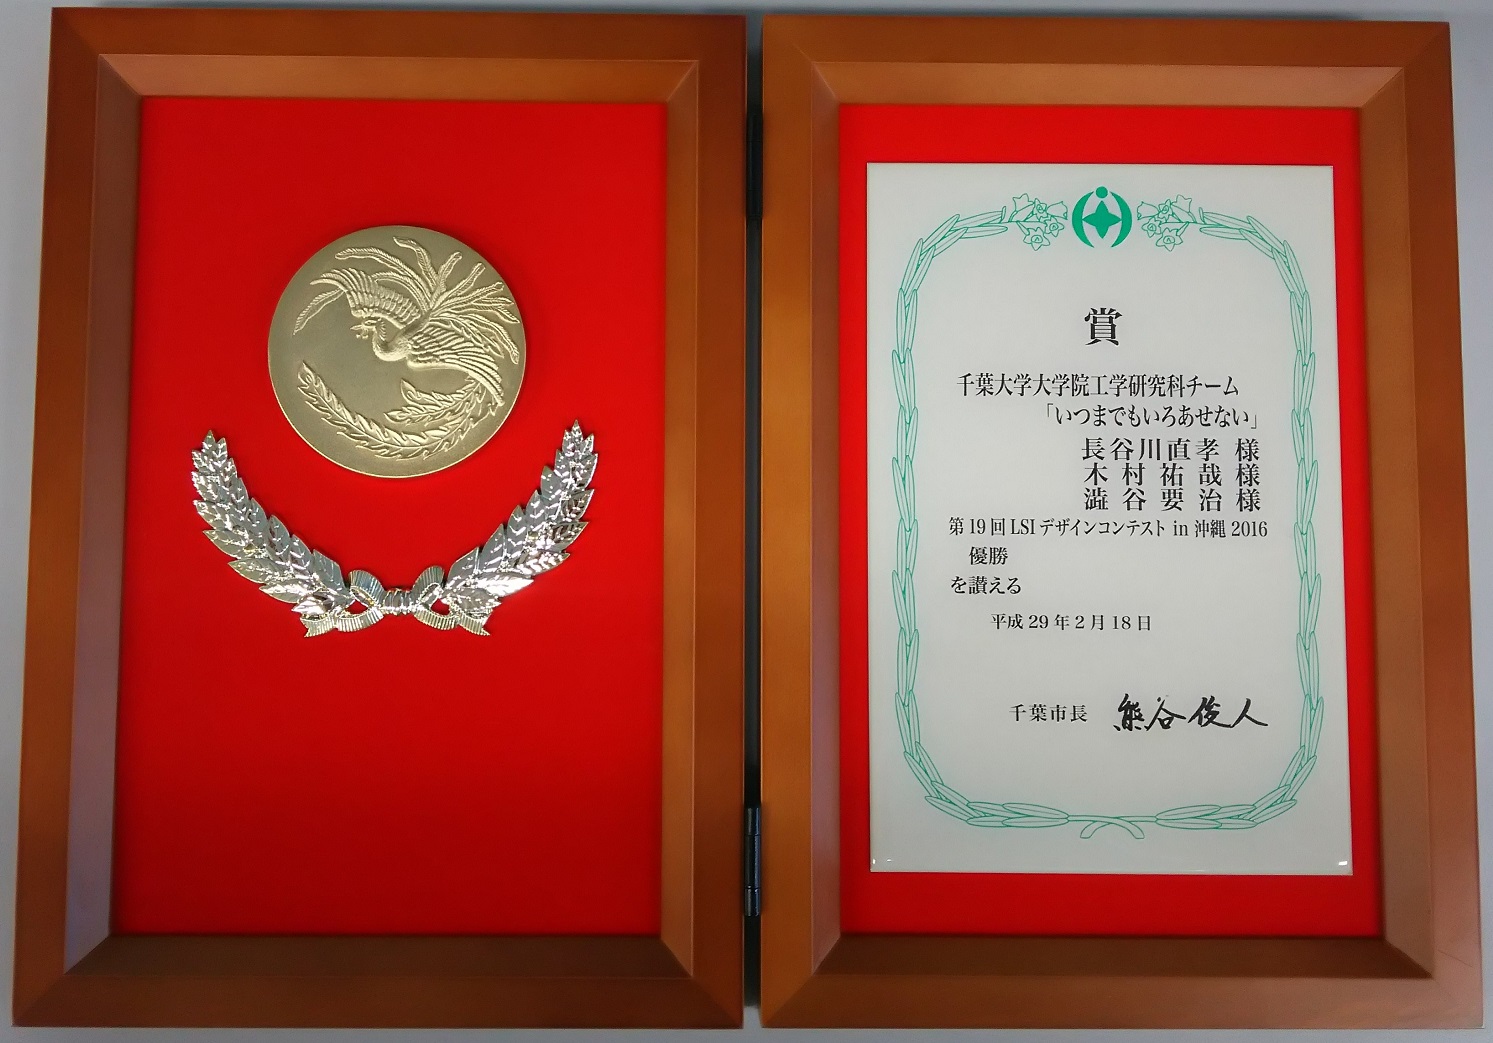 賞
千葉大学大学院工学研究科チーム
「いつまでもいろあせない」
長谷川直孝 様
木村祐哉様
澁谷要治様
第19回LSIデザインコンテスト in 沖縄 2016
優勝
を讃える
平成29年2月18日
千葉市長 熊谷俊人